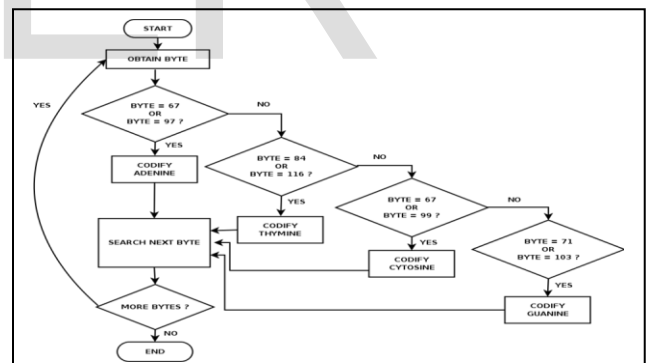 START
OBTAIN BYTE
YES
BYTE = 67
OR
BYTE = 97 ?
NO
YES
CODIFY
ADENINE
BYTE = 84
OR
BYTE = 116 ?
NO
YES
CODIFY
THYMINE
BYTE = 67
OR
BYTE = 99 ?
NO
YES
CODIFY
CYTOSINE
BYTE = 71
OR
BYTE = 103 ?
YES
CODIFY
GUANINE
SEARCH NEXT BYTE
MORE BYTES ?
NO
END